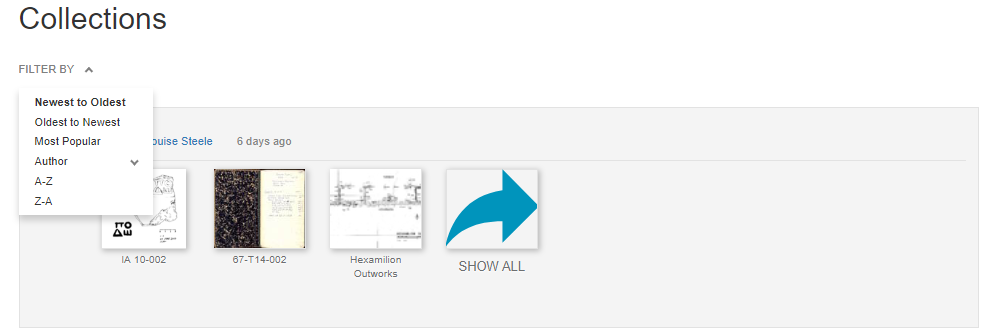 Collections
FILTER BY
Newest to Oldest
Oldest to Newest
Most Popular
Author
A-Z
Z-A
ouise Steele 6 days ago
IA 10-002
67-T14-002
Hexamilion
Outworks
SHOW ALL